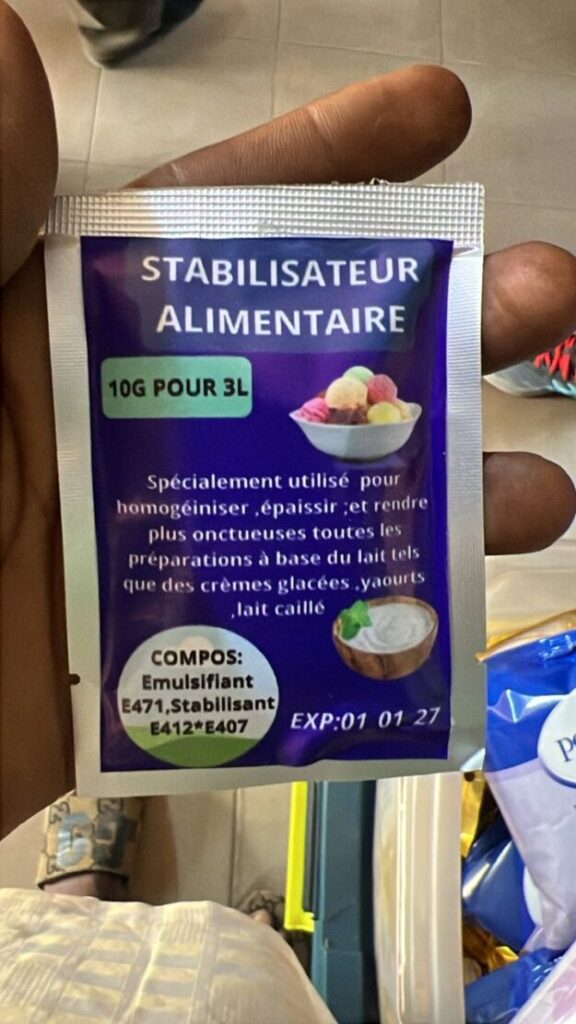 STABILISATEUR
ALIMENTAIRE
10G POUR 3L
Spécialement utilisé pour
homogéiniser ,épaissir ;et rendre
plus onctueuses toutes les
préparations à base du lait tels
que des crèmes glacées ,yaourts
,lait caillé
COMPOS:
Emulsifiant
E471,Stabilisant
E412*E407
EXP:01 01 27